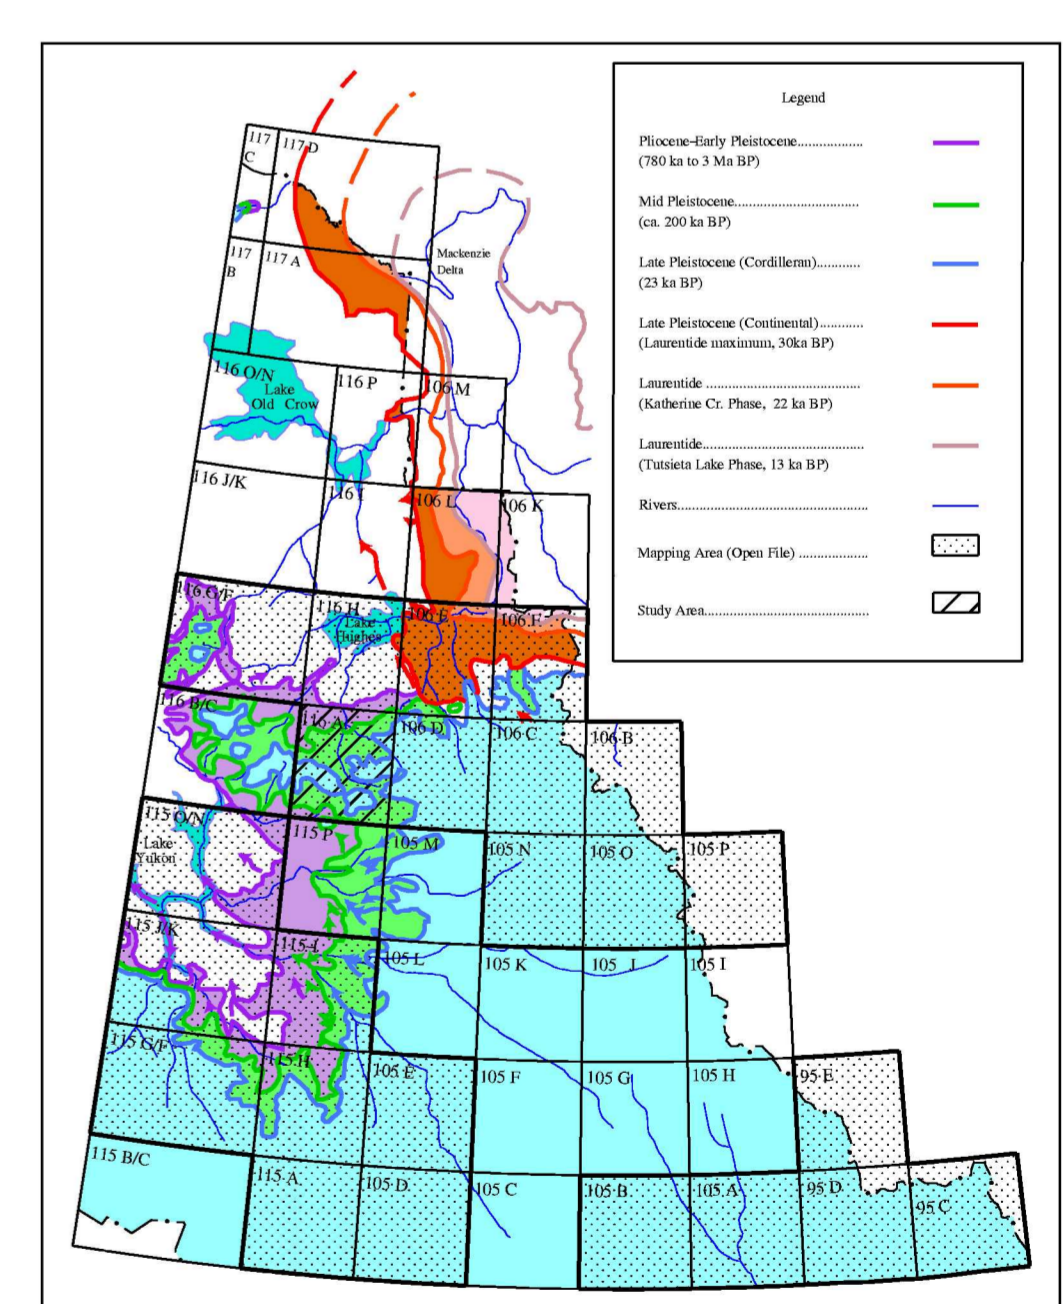 Legend
Pliocene-Early Pleistocene..................
(780 ka to 3 Ma BP)
Mid Pleistocene..................................
(ca. 200 ka BP)
Late Pleistocene (Cordilleran)............
(23 ka BP)
Late Pleistocene (Continental)............
(Laurentide maximum, 30ka BP)
Laurentide ..........................................
(Katherine Cr. Phase, 22 ka BP)
Laurentide............................................
(Tutsieta Lake Phase, 13 ka BP)
Rivers....................................................
Mapping Area (Open File) ...................
Study Area.............................................
117
C
117 D
117
B
117 A
Mackenzie
Delta
116 O/N
Lake
Old Crow
116 P
106 M
116 J/K
116 I
106 L
106 K
116 G/F
116 H
Lake
Hughes
106 E
106 F
116 B/C
116 A
106 D
106 C
106 B
115 O/N
Lake
Yukon
115 P
105 M
105 N
105 O
105 P
115 J/K
115 I
105 L
105 K
105 J
105 I
115 G/F
115 H
105 E
105 F
105 G
105 H
95 E
115 B/C
115 A
105 D
105 C
105 B
105 A
95 D
95 C